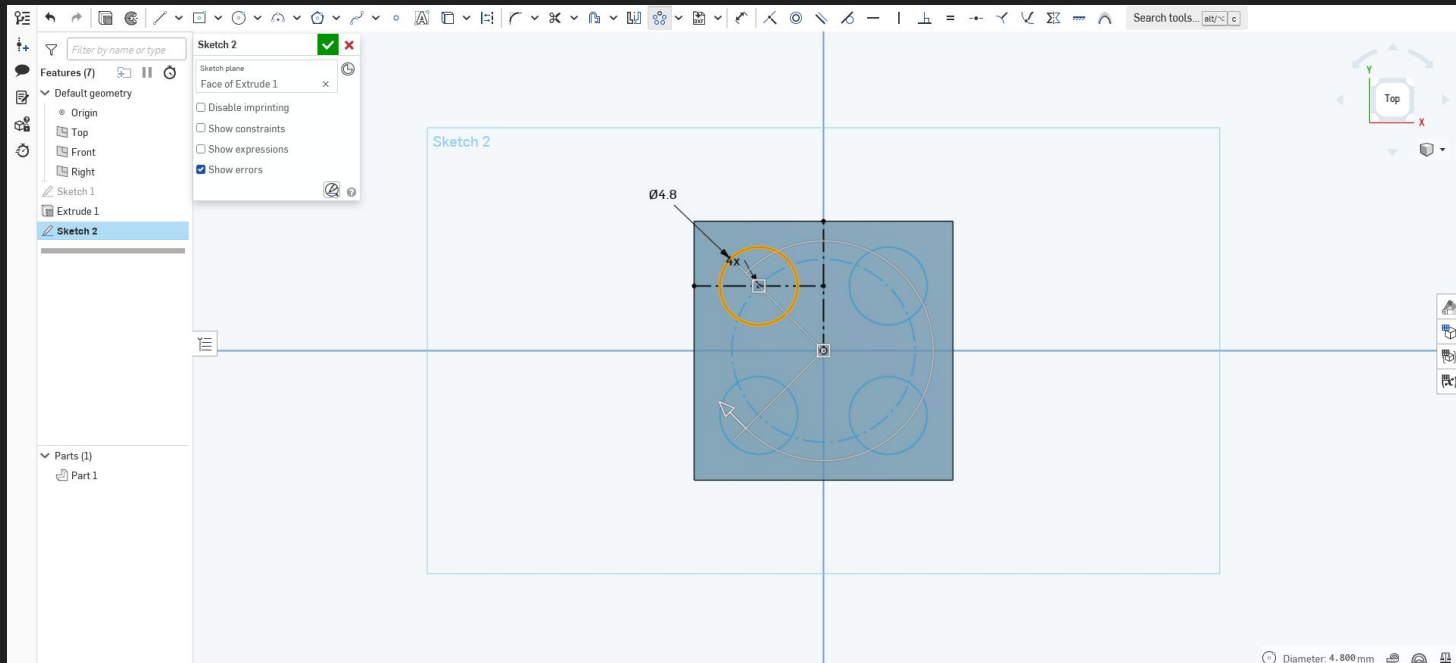 Search tools... alt/⌥ c
Filter by name or type
Features (7)
Default geometry
Origin
Top
Front
Right
Sketch 1
Extrude 1
Sketch 2
Parts (1)
Part 1
Sketch 2
Sketch plane
Face of Extrude 1
Disable imprinting
Show constraints
Show expressions
Show errors
Sketch 2
Ø4.8
4x
Y
Top
X
Diameter: 4.800 mm